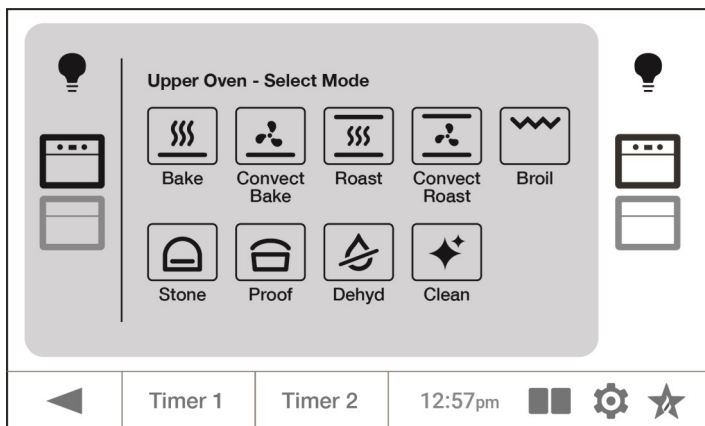 Upper Oven - Select Mode
Bake
Convect
Bake
Roast
Convect
Roast
Broil
Stone
Proof
Dehyd
Clean
Timer 1
Timer 2
12:57pm